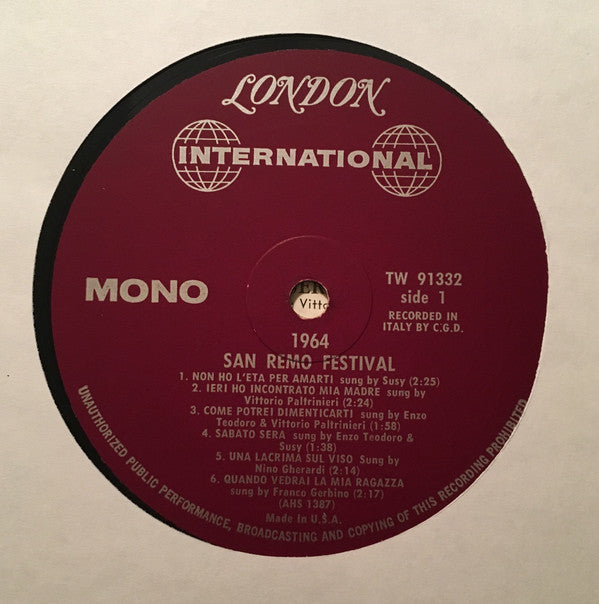 LONDON
INTERNATIONAL
MONO
TW 91332
side 1
RECORDED IN
ITALY BY C.G.D.
Vitto
1964
SAN REMO FESTIVAL
1. NON HO L'ETA PER AMARTI sung by Susy (2:25)
2. IERI HO INCONTRATO MIA MADRE sung by
Vittorio Paltrinieri (2:24)
3. COME POTREI DIMENTICARTI sung by Enzo
Teodoro & Vittorio Paltrinieri (1:58)
4. SABATO SERA sung by Enzo Teodoro &
Susy (1:38)
5. UNA LACRIMA SUL VISO Sung by
Nino Gherardi (2:14)
6. QUANDO VEDRAI LA MIA RAGAZZA
sung by Franco Gerbino (2:17)
(AHS 1387)
Made in U.S.A.
UNAUTHORIZED PUBLIC PERFORMANCE, BROADCASTING AND COPYING OF THIS RECORDING PROHIBITED